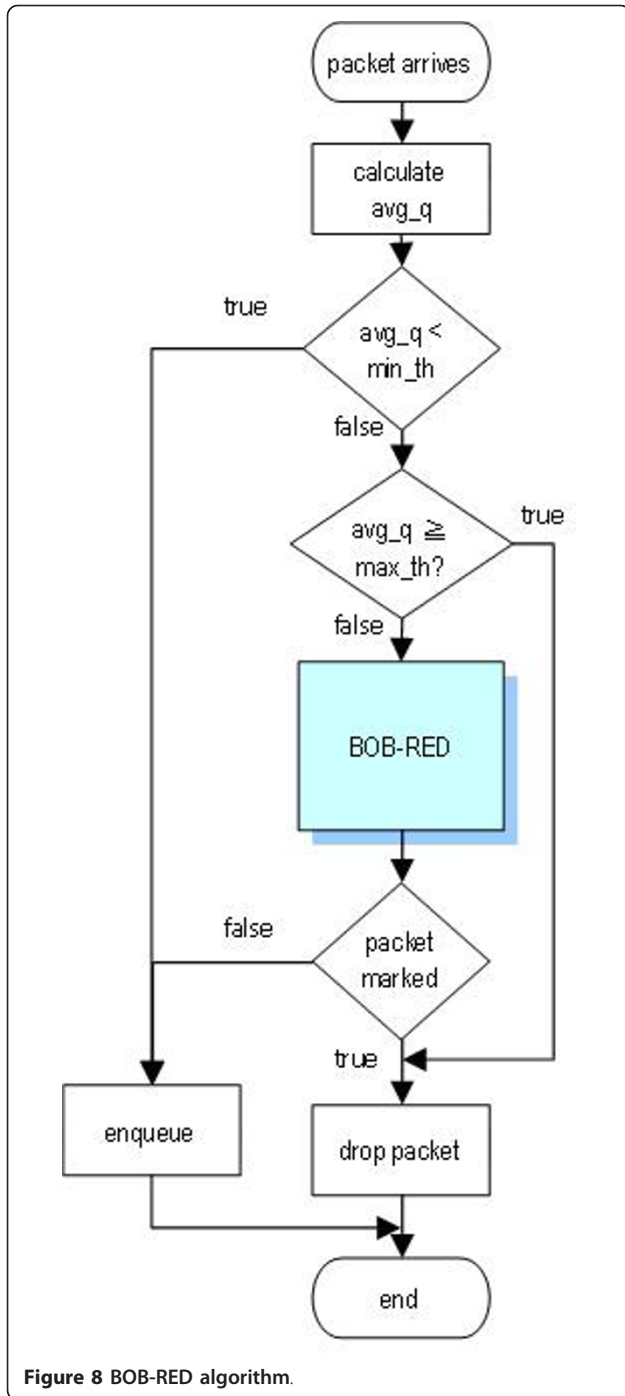 packet arrives
calculate
avg_q
true
avg_q <
min_th
false
true
avg_q ≧
max_th?
false
BOB-RED
false
packet
marked
true
enqueue
drop packet
end
Figure 8 BOB-RED algorithm.